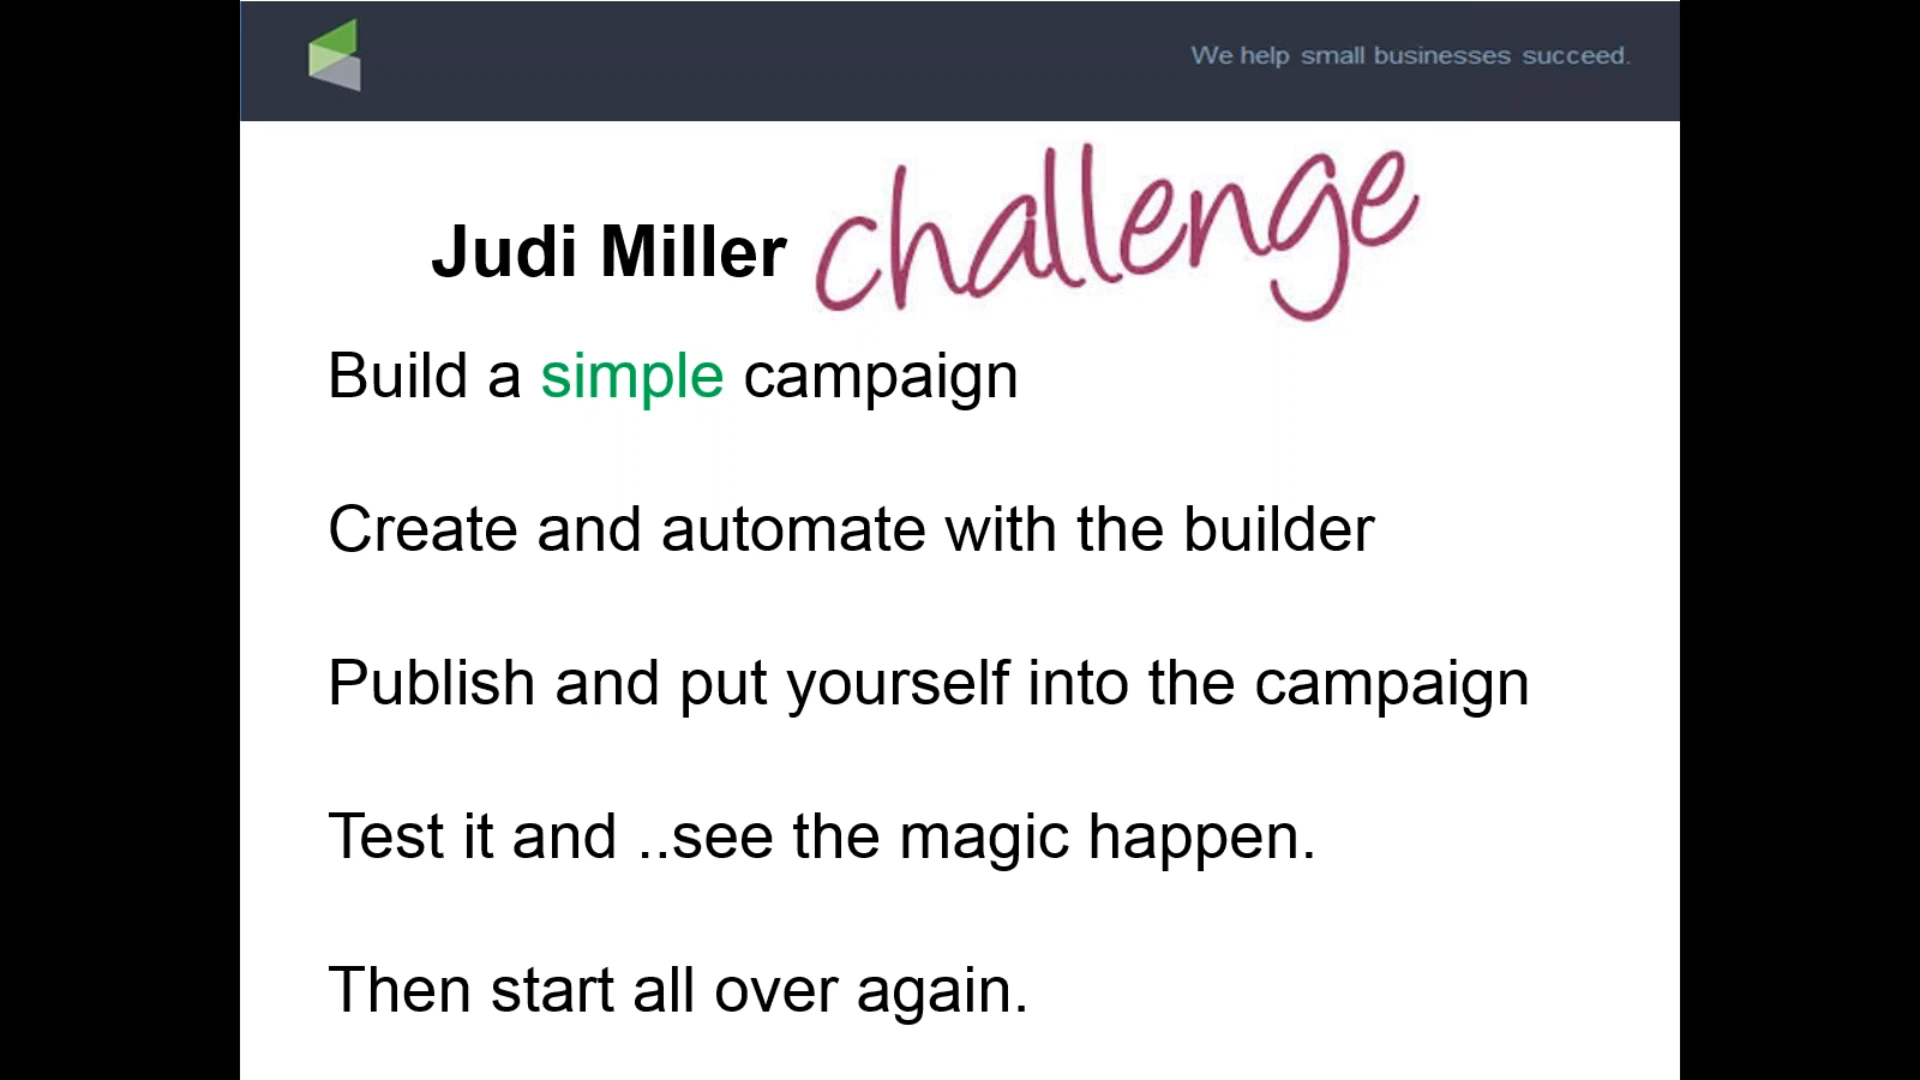 We help small businesses succeed.
Judi Miller challenge
Build a simple campaign
Create and automate with the builder
Publish and put yourself into the campaign
Test it and ..see the magic happen.
Then start all over again.